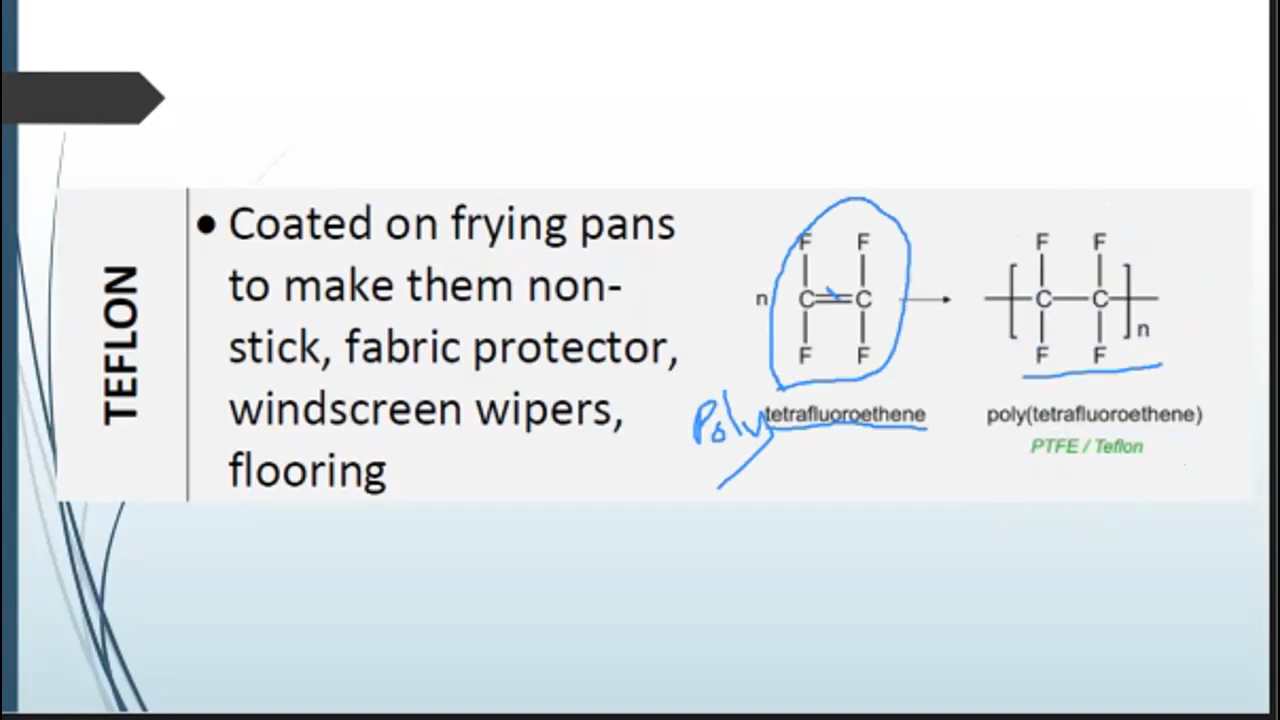 TEFLON
• Coated on frying pans
to make them non-
stick, fabric protector,
windscreen wipers,
flooring
F F
n C=C
F F
Poly tetrafluoroethene
F F
[ C—C ]n
F F
poly(tetrafluoroethene)
PTFE / Teflon